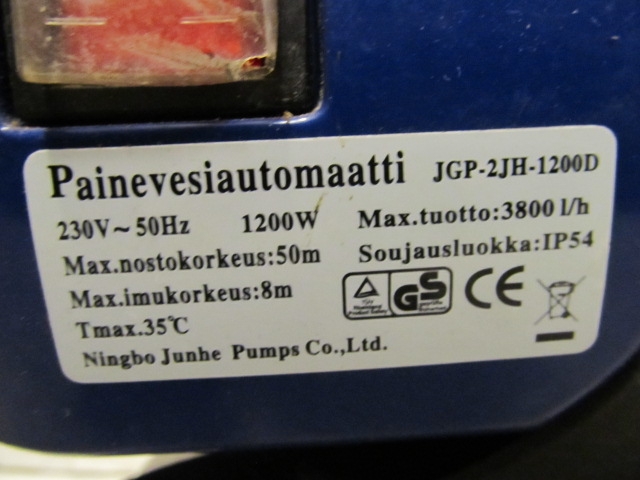 Painevesiautomaatti JGP-2JH-1200D
230V~50Hz 1200W Max.tuotto:3800 l/h
Max.nostokorkeus:50m Soujausluokka:IP54
Max.imukorkeus:8m
Tmax.35℃
Ningbo Junhe Pumps Co.,Ltd.
TÜV GS CE